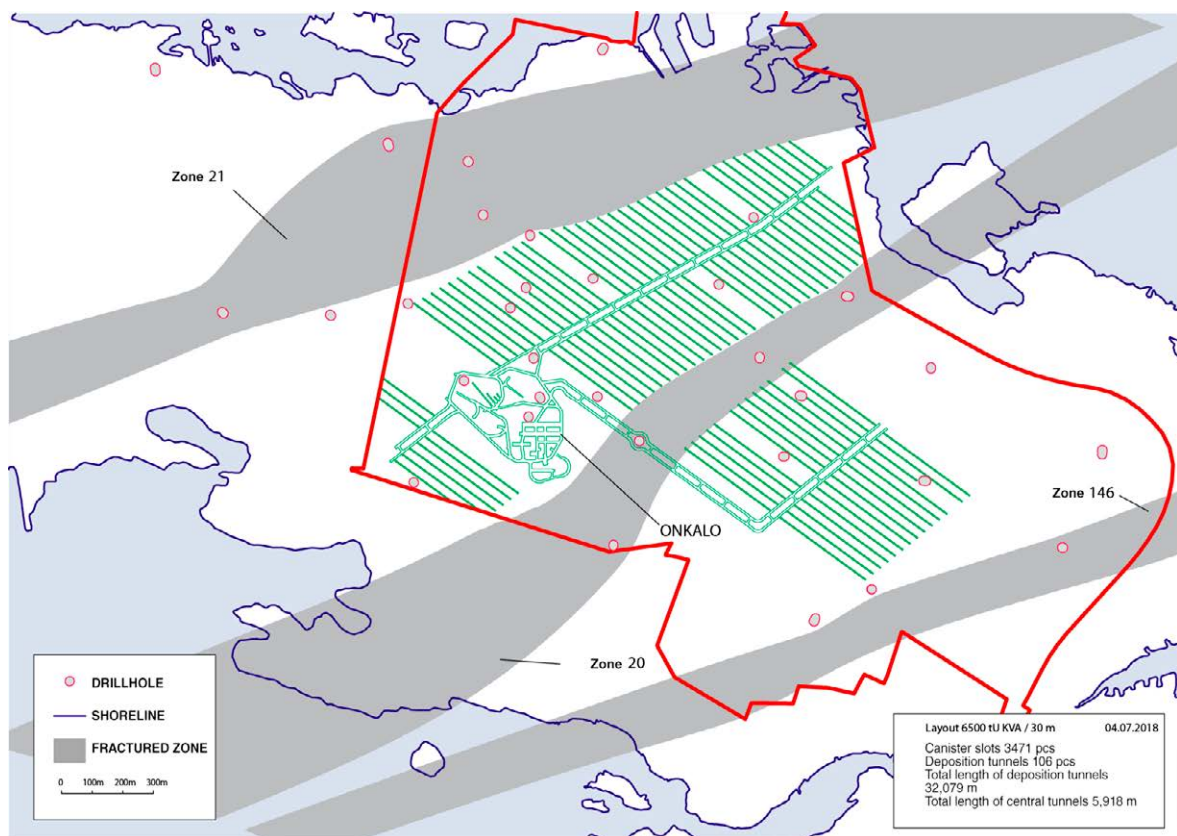 Zone 21
Zone 146
ONKALO
Zone 20
DRILLHOLE
SHORELINE
FRACTURED ZONE
0 100m 200m 300m
Layout 6500 tU KVA / 30 m 04.07.2018
Canister slots 3471 pcs
Deposition tunnels 106 pcs
Total length of deposition tunnels
32,079 m
Total length of central tunnels 5,918 m